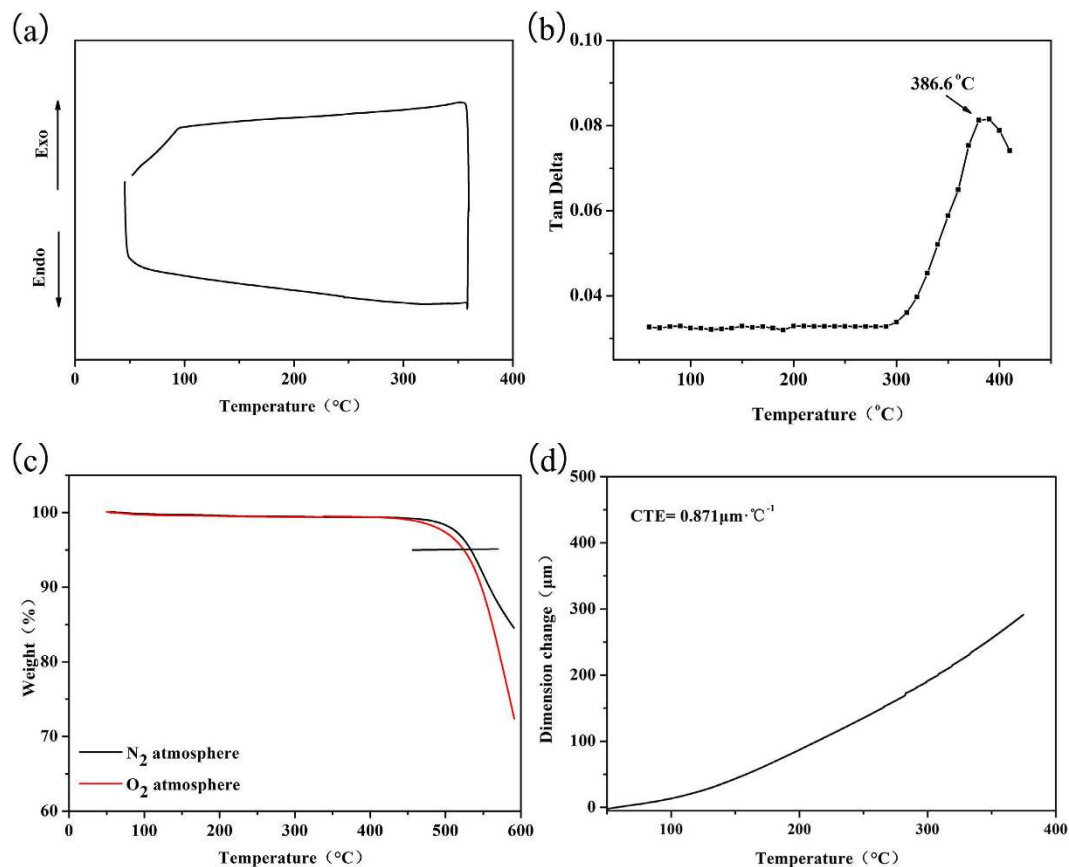 (a)
Exo
Endo
0
100
200
300
400
Temperature（°C）
(b)
0.10
0.08
0.06
0.04
Tan Delta
386.6°C
100
200
300
400
Temperature（°C）
(c)
100
90
80
70
60
Weight（%）
N2 atmosphere
O2 atmosphere
0
100
200
300
400
500
600
Temperature（°C）
(d)
500
400
300
200
100
0
Dimension change（μm）
CTE= 0.871μm·℃-1
100
200
300
400
Temperature（°C）